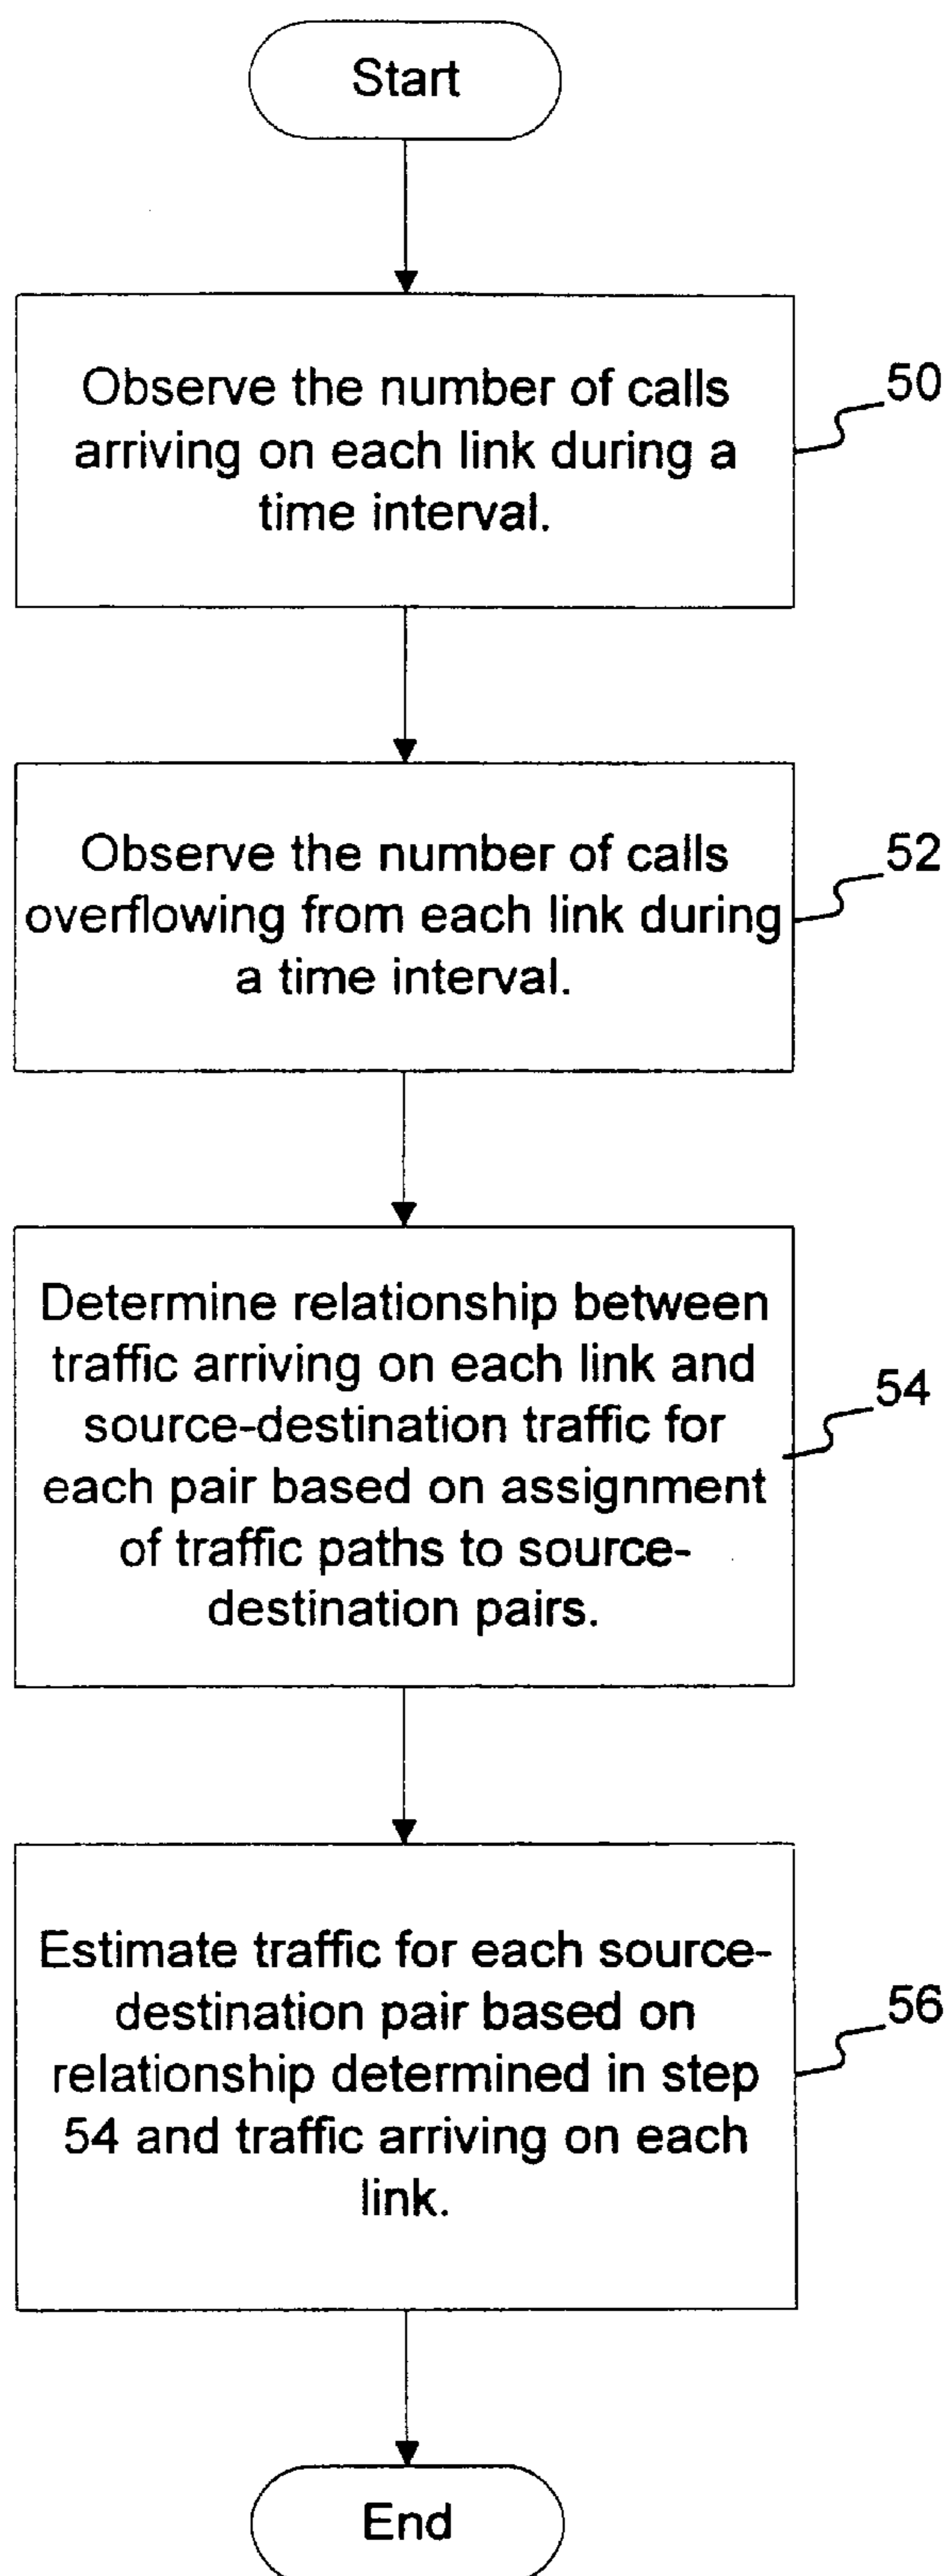 Start
Observe the number of calls
arriving on each link during a
time interval.
50
Observe the number of calls
overflowing from each link during
a time interval.
52
Determine relationship between
traffic arriving on each link and
source-destination traffic for
each pair based on assignment
of traffic paths to source-
destination pairs.
54
Estimate traffic for each source-
destination pair based on
relationship determined in step
54 and traffic arriving on each
link.
56
End